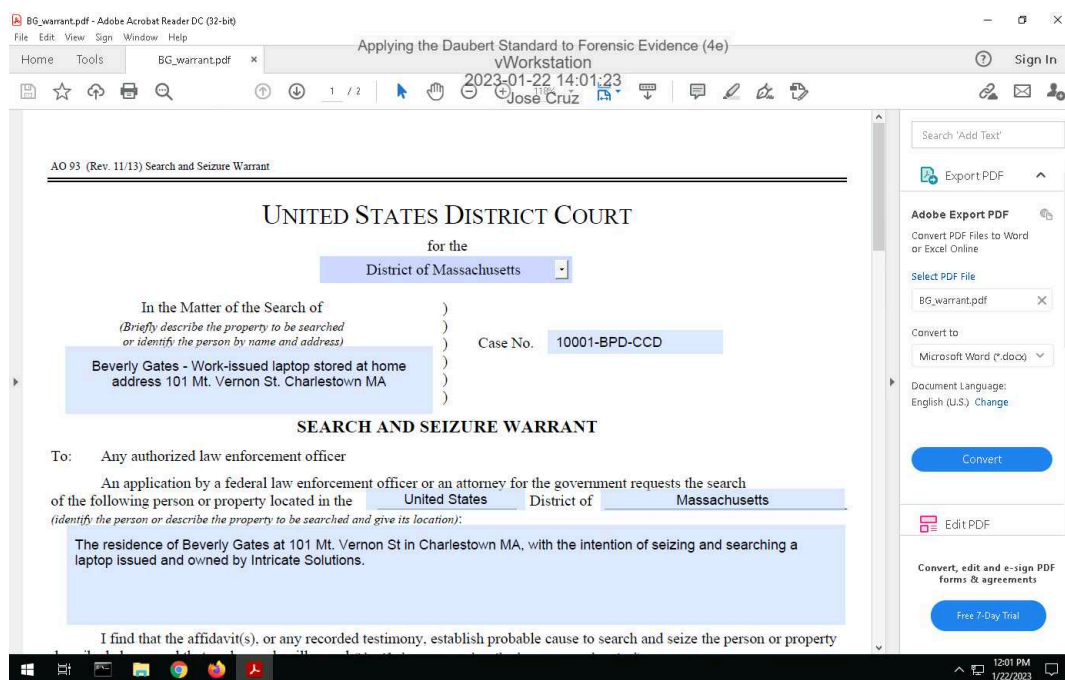 BG_warrant.pdf - Adobe Acrobat Reader DC (32-bit)
File Edit View Sign Window Help
Applying the Daubert Standard to Forensic Evidence (4e)
vWorkstation
2023-01-22 14:01:23
Jose Cruz
Home Tools BG_warrant.pdf × Sign In
1 / 2
Search 'Add Text'
AO 93 (Rev. 11/13) Search and Seizure Warrant
Export PDF
UNITED STATES DISTRICT COURT
for the
District of Massachusetts
Adobe Export PDF
Convert PDF Files to Word
or Excel Online
Select PDF File
BG_warrant.pdf
Convert to
Microsoft Word (*.docx)
Document Language:
English (U.S.) Change
Convert
Edit PDF
Convert, edit and e-sign PDF
forms & agreements
Free 7-Day Trial
In the Matter of the Search of )
(Briefly describe the property to be searched )
or identify the person by name and address) ) Case No. 10001-BPD-CCD
Beverly Gates - Work-issued laptop stored at home )
address 101 Mt. Vernon St. Charlestown MA )
)
SEARCH AND SEIZURE WARRANT
To: Any authorized law enforcement officer
An application by a federal law enforcement officer or an attorney for the government requests the search
of the following person or property located in the United States District of Massachusetts
(identify the person or describe the property to be searched and give its location):
The residence of Beverly Gates at 101 Mt. Vernon St in Charlestown MA, with the intention of seizing and searching a
laptop issued and owned by Intricate Solutions.
I find that the affidavit(s), or any recorded testimony, establish probable cause to search and seize the person or property
12:01 PM
1/22/2023